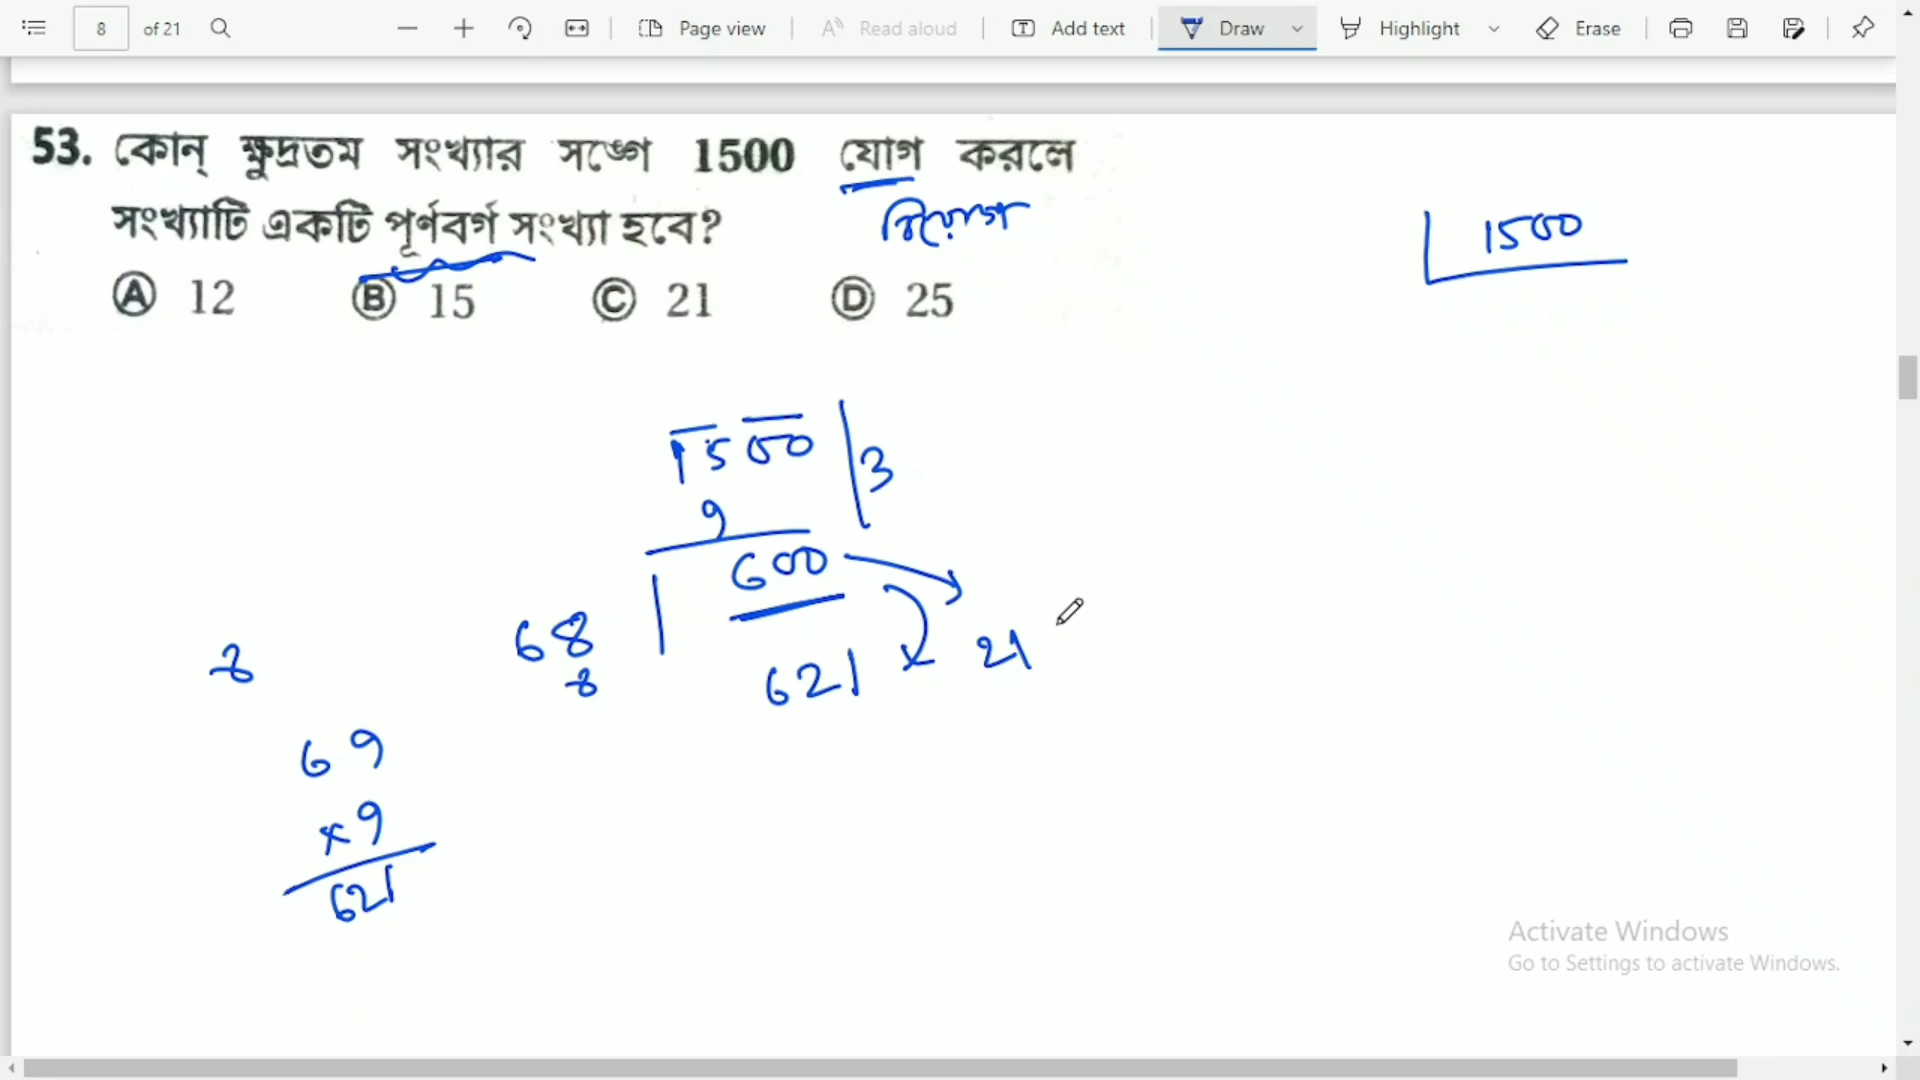 8 of 21 Page view Read aloud Add text Draw Highlight Erase
53. কোন্ ক্ষুদ্রতম সংখ্যার সঙ্গে 1500 যোগ করলে
সংখ্যাটি একটি পূর্ণবর্গ সংখ্যা হবে?
বিয়োগ
1500
A 12 B 15 C 21 D 25
1500 3
9
600
68
8
8
621
21
69
x9
621
Activate Windows
Go to Settings to activate Windows.